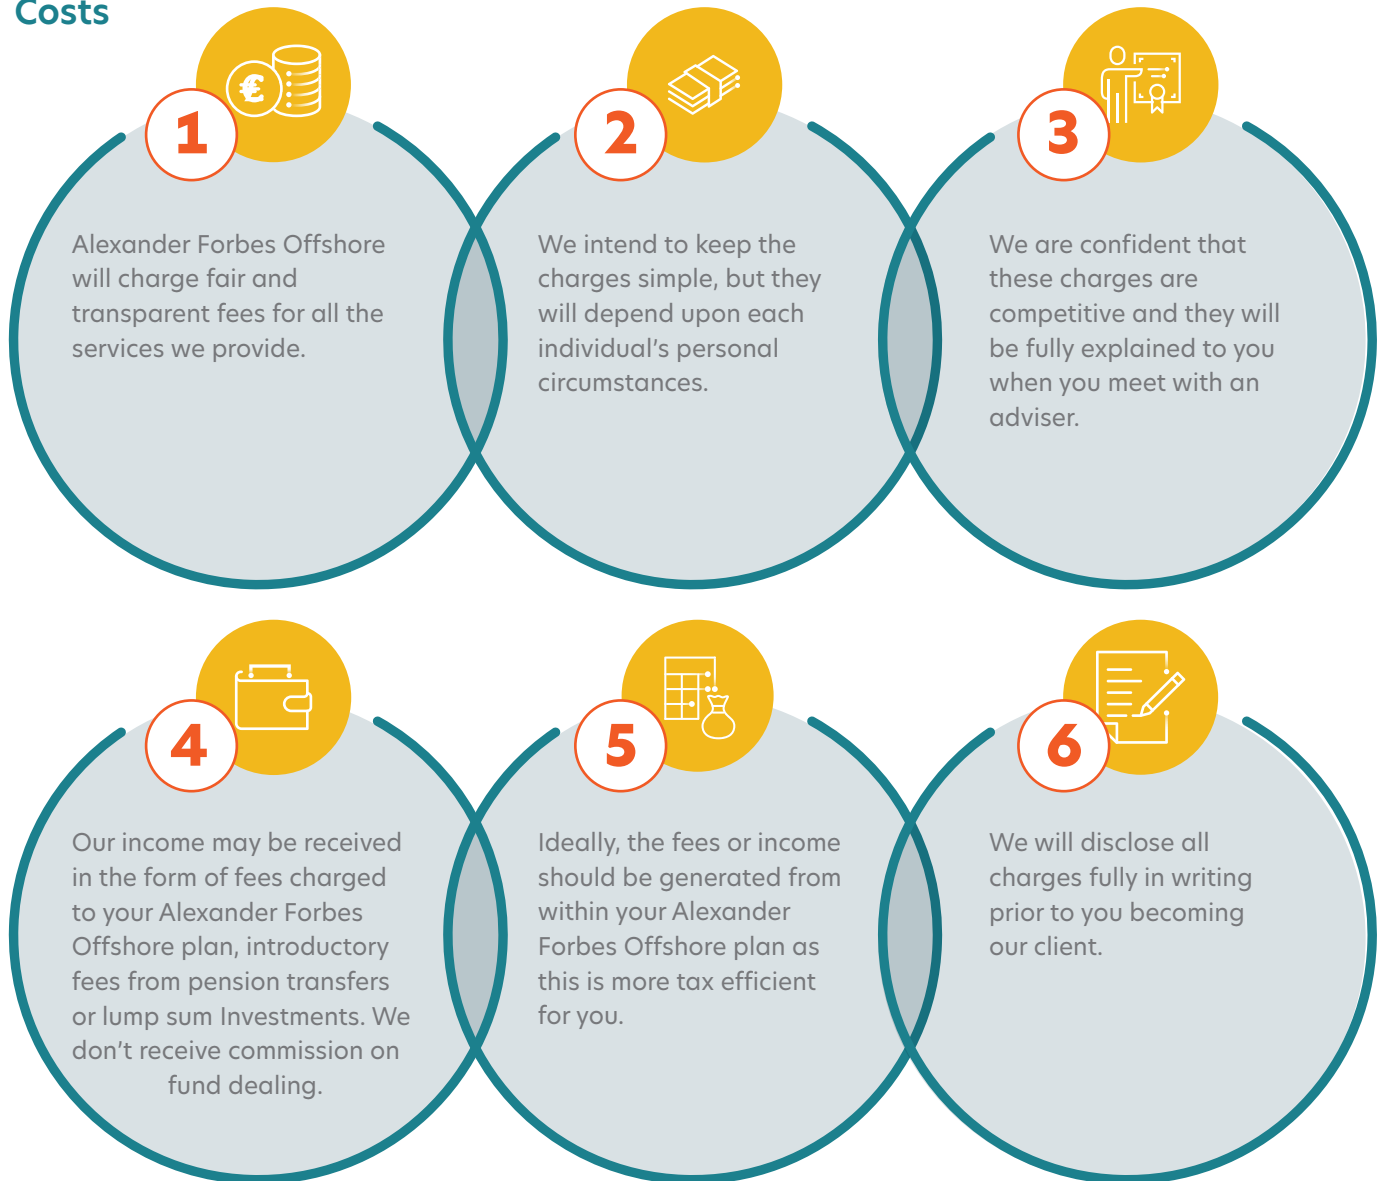 Costs
1
Alexander Forbes Offshore
will charge fair and
transparent fees for all the
services we provide.
2
We intend to keep the
charges simple, but they
will depend upon each
individual's personal
circumstances.
3
We are confident that
these charges are
competitive and they will
be fully explained to you
when you meet with an
adviser.
4
Our income may be received
in the form of fees charged
to your Alexander Forbes
Offshore plan, introductory
fees from pension transfers
or lump sum Investments. We
don't receive commission on
fund dealing.
5
Ideally, the fees or income
should be generated from
within your Alexander
Forbes Offshore plan as
this is more tax efficient
for you.
6
We will disclose all
charges fully in writing
prior to you becoming
our client.